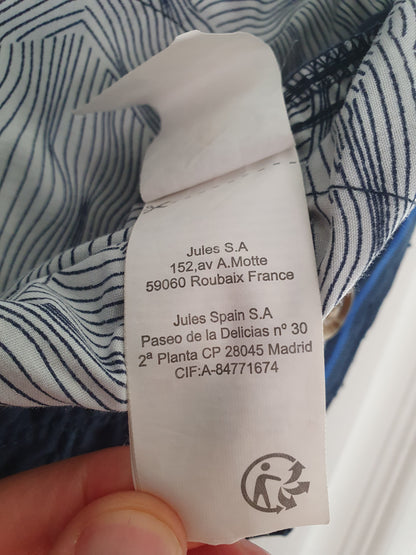 Jules S.A
152,av A.Motte
59060 Roubaix France
Jules Spain S.A
Paseo de la Delicias nº 30
2ª Planta CP 28045 Madrid
CIF:A-84771674